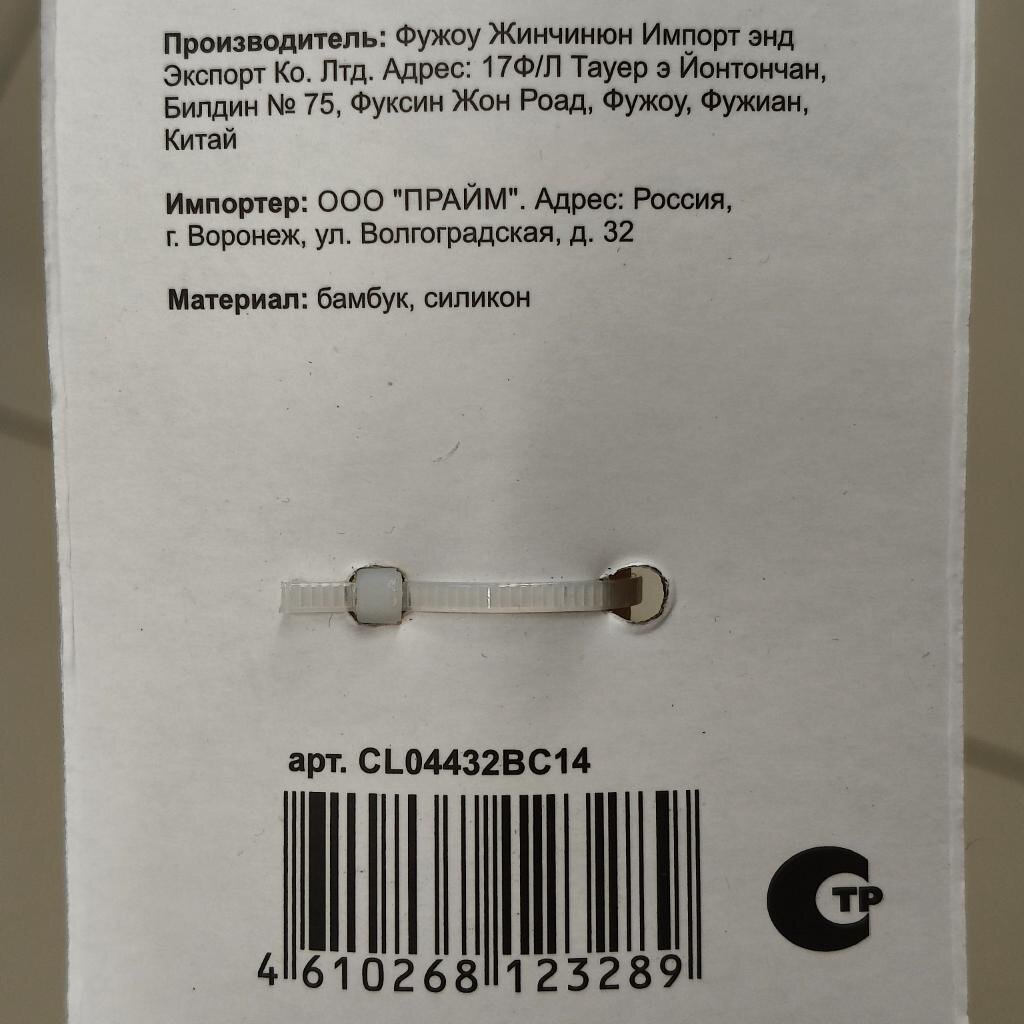 Производитель: Фужоу Жинчинюн Импорт энд
Экспорт Ко. Лтд. Адрес: 17Ф/Л Тауер э Йонтончан,
Билдин № 75, Фуксин Жон Роад, Фужоу, Фужиан,
Китай
Импортер: ООО "ПРАЙМ". Адрес: Россия,
г. Воронеж, ул. Волгоградская, д. 32
Материал: бамбук, силикон
арт. CL04432BC14
4 610268 123289
ТР